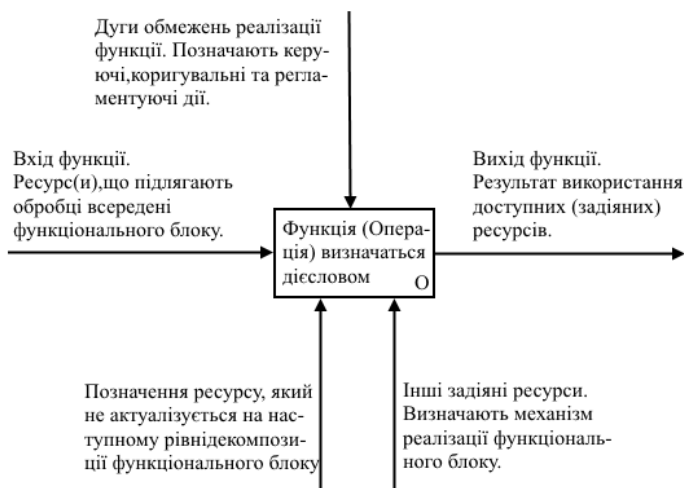 Дуги обмежень реалізації
функції. Позначають керу-
ючі,коригувальні та регла-
ментуючі дії.
Вхід функції.
Ресурс(и),що підлягають
обробці всередені
функціонального блоку.
Вихід функції.
Результат використання
доступних (задіяних)
ресурсів.
Функція (Опера-
ція) визначаться
дієсловом
О
Позначення ресурсу, який
не актуалізується на нас-
тупному рівнідекомпози-
ції функціонального блоку
Інші задіяні ресурси.
Визначають механізм
реалізації функціональ-
ного блоку.